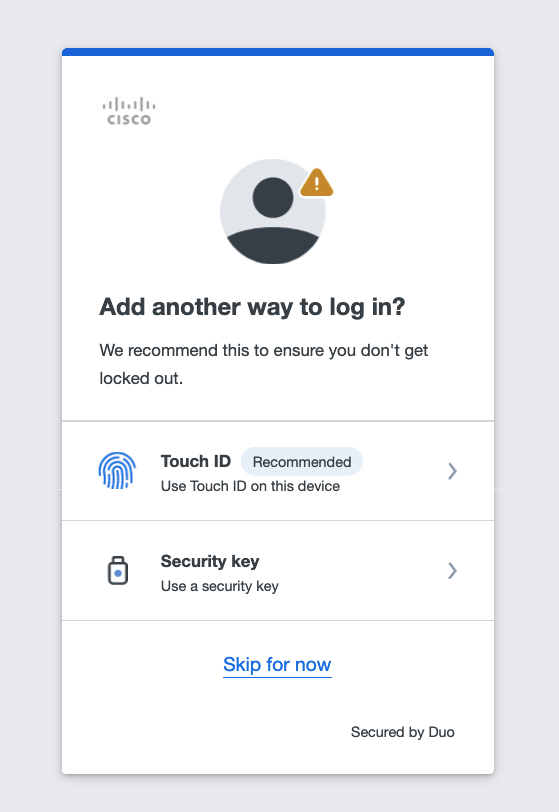 CISCO
Add another way to log in?
We recommend this to ensure you don't get
locked out.
Touch ID Recommended
Use Touch ID on this device
Security key
Use a security key
Skip for now
Secured by Duo